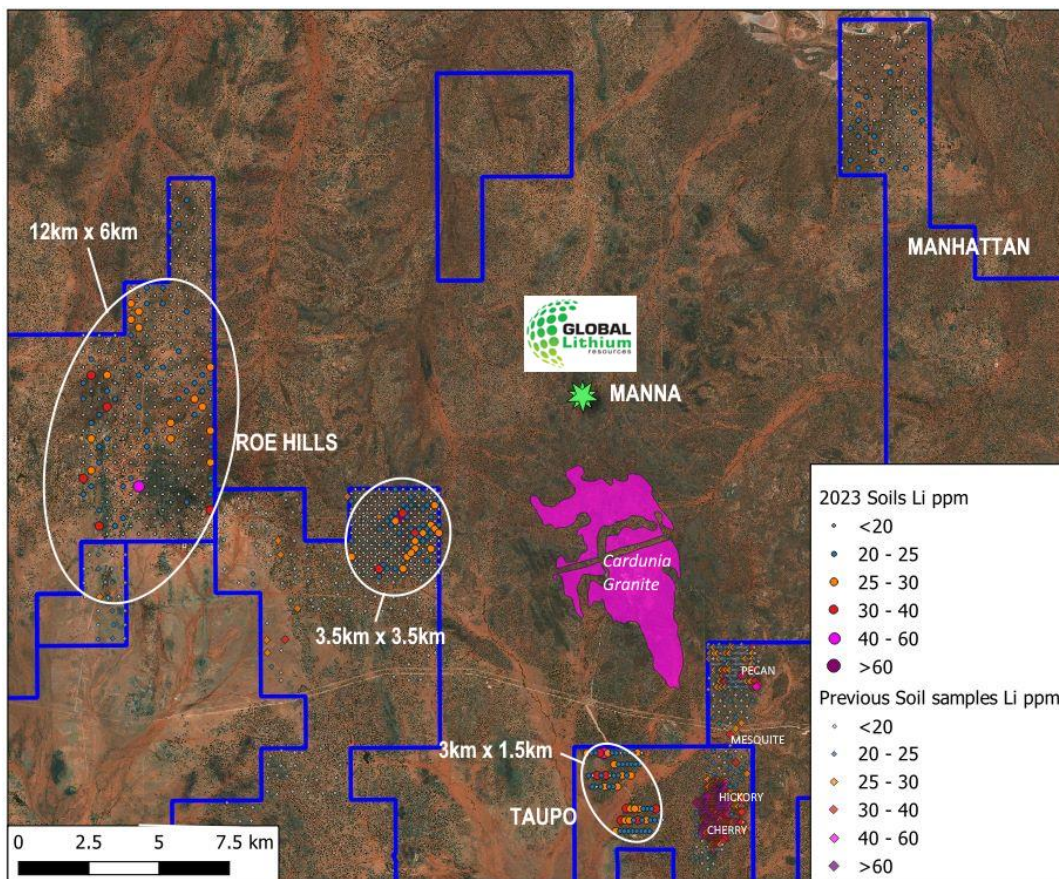 12km x 6km
MANHATTAN
GLOBAL
Lithium
resources
MANNA
ROE HILLS
Cardunia
Granite
3.5km x 3.5km
PECAN
MESQUITE
3km x 1.5km
HICKORY
TAUPO
CHERRY
2023 Soils Li ppm
<20
20 - 25
25 - 30
30 - 40
40 - 60
>60
Previous Soil samples Li ppm
<20
20 - 25
25 - 30
30 - 40
40 - 60
>60
0 2.5 5 7.5 km